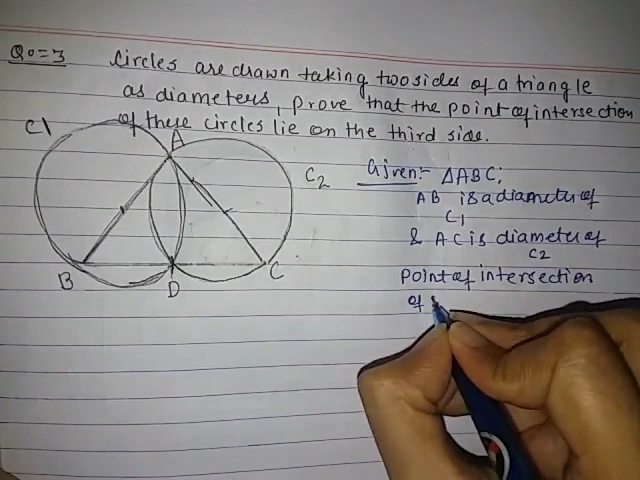 Qo=3 Circles are drawn taking two sides of a triangle
as diameters, prove that the point of intersection
of these circles lie on the third side.
C1
A
C2
Given:- △ABC;
AB is a diameter of
C1
& AC is diameter of
C2
Point of intersection
of
B
D
C